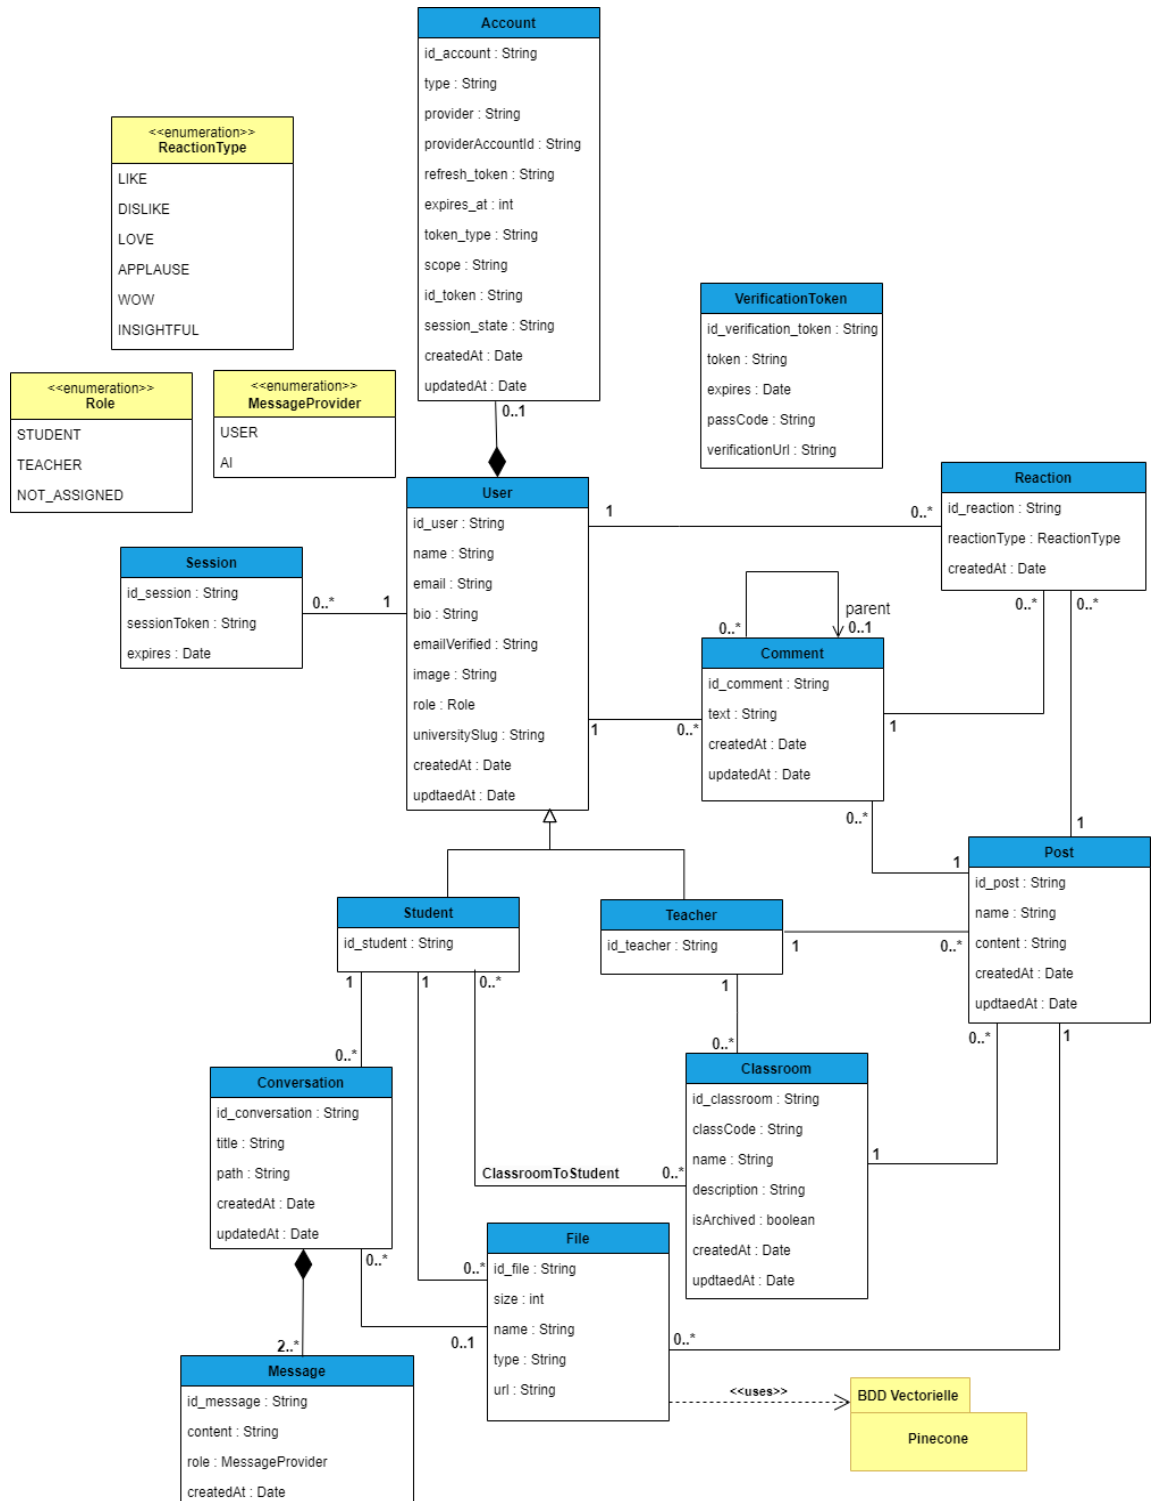 Account
id_account : String
type : String
provider : String
providerAccountId : String
refresh_token : String
expires_at : int
token_type : String
scope : String
id_token : String
session_state : String
createdAt : Date
updatedAt : Date
0..1
<<enumeration>>
ReactionType
LIKE
DISLIKE
LOVE
APPLAUSE
WOW
INSIGHTFUL
<<enumeration>>
Role
STUDENT
TEACHER
NOT_ASSIGNED
<<enumeration>>
MessageProvider
USER
AI
VerificationToken
id_verification_token : String
token : String
expires : Date
passCode : String
verificationUrl : String
User
id_user : String
name : String
email : String
bio : String
emailVerified : String
image : String
role : Role
universitySlug : String
createdAt : Date
updtaedAt : Date
1
0..*
Reaction
id_reaction : String
reactionType : ReactionType
createdAt : Date
0..*
0..*
Session
id_session : String
sessionToken : String
expires : Date
0..*
1
parent
0..*
0..1
Comment
id_comment : String
text : String
createdAt : Date
updatedAt : Date
1
0..*
1
0..*
1
1
Post
id_post : String
name : String
content : String
createdAt : Date
updtaedAt : Date
Student
id_student : String
Teacher
id_teacher : String
1
0..*
1
1
0..*
1
0..*
1
0..*
0..*
Conversation
id_conversation : String
title : String
path : String
createdAt : Date
updatedAt : Date
Classroom
id_classroom : String
classCode : String
name : String
description : String
isArchived : boolean
createdAt : Date
updtaedAt : Date
1
ClassroomToStudent
0..*
File
id_file : String
size : int
name : String
type : String
url : String
0..*
0..*
0..1
0..*
2..*
Message
id_message : String
content : String
role : MessageProvider
createdAt : Date
<<uses>>
BDD Vectorielle
Pinecone